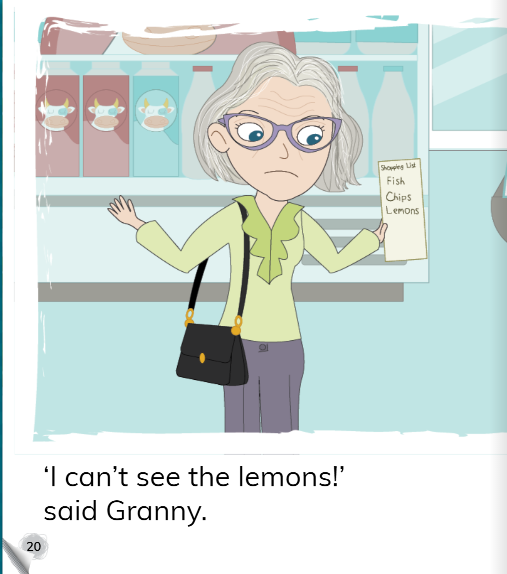 Shopping List
Fish
Chips
Lemons
‘I can’t see the lemons!’
said Granny.
20